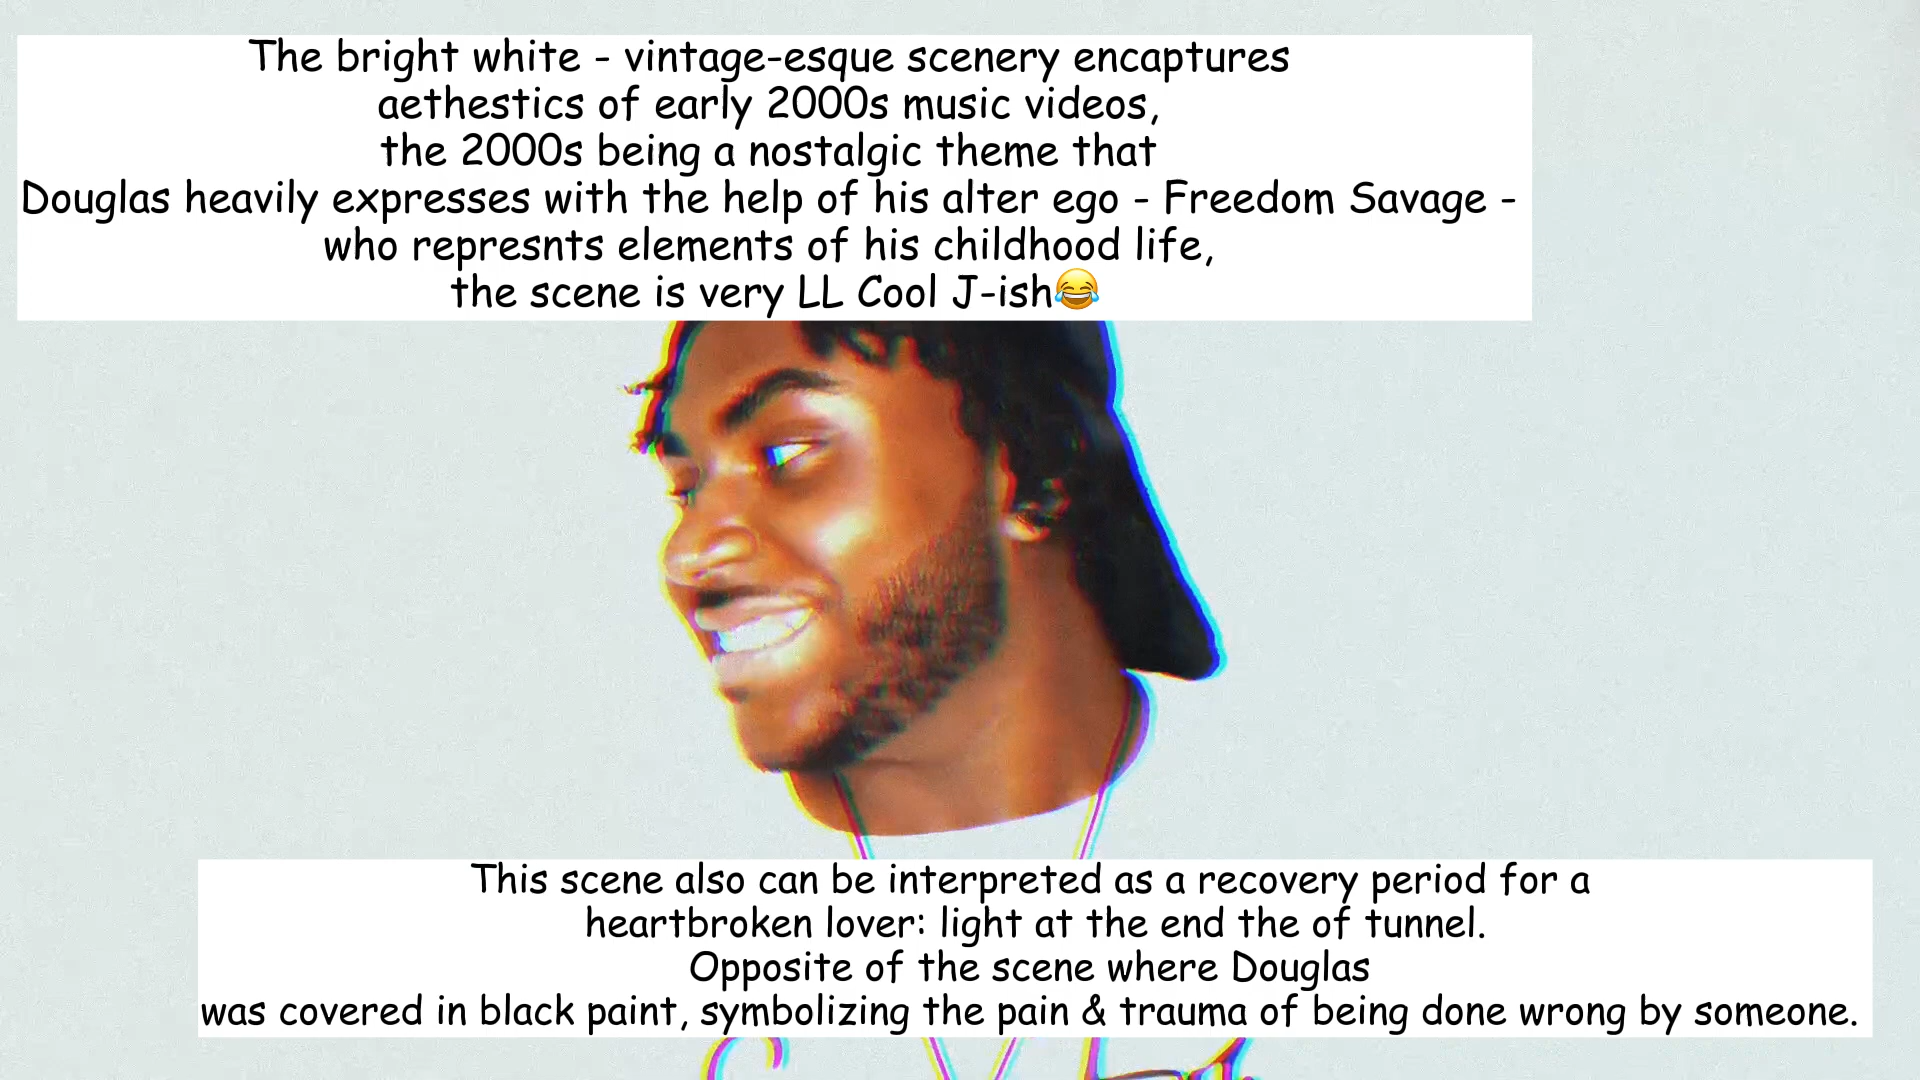 The bright white - vintage-esque scenery encaptures
aethestics of early 2000s music videos,
the 2000s being a nostalgic theme that
Douglas heavily expresses with the help of his alter ego - Freedom Savage -
who represnts elements of his childhood life,
the scene is very LL Cool J-ish😂
This scene also can be interpreted as a recovery period for a
heartbroken lover: light at the end the of tunnel.
Opposite of the scene where Douglas
was covered in black paint, symbolizing the pain & trauma of being done wrong by someone.